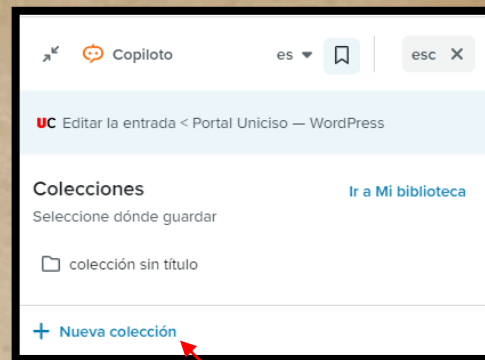 Copiloto es esc X
UC Editar la entrada < Portal Uniciso — WordPress
Colecciones Ir a Mi biblioteca
Seleccione dónde guardar
colección sin título
+ Nueva colección